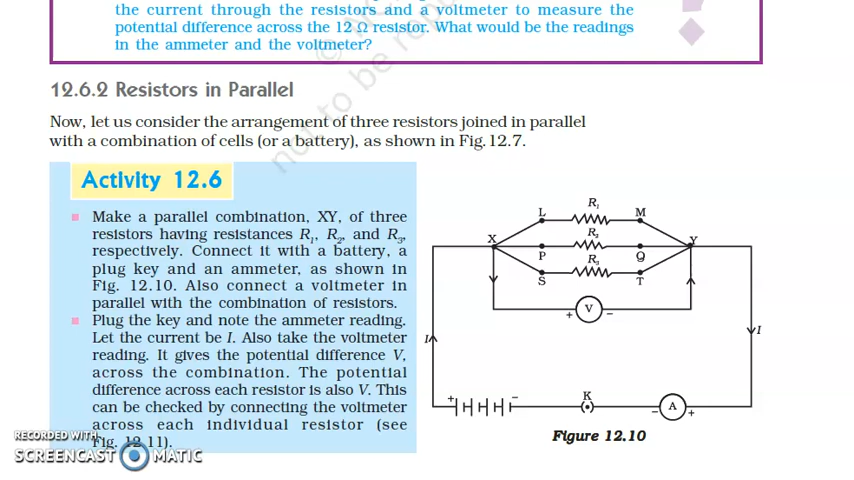 the current through the resistors and a voltmeter to measure the
potential difference across the 12 Ω resistor. What would be the readings
in the ammeter and the voltmeter?
12.6.2 Resistors in Parallel
Now, let us consider the arrangement of three resistors joined in parallel
with a combination of cells (or a battery), as shown in Fig.12.7.
Activity 12.6
Make a parallel combination, XY, of three
resistors having resistances R1, R2, and R3,
respectively. Connect it with a battery, a
plug key and an ammeter, as shown in
Fig. 12.10. Also connect a voltmeter in
parallel with the combination of resistors.
Plug the key and note the ammeter reading.
Let the current be I. Also take the voltmeter
reading. It gives the potential difference V,
across the combination. The potential
difference across each resistor is also V. This
can be checked by connecting the voltmeter
across each individual resistor (see
Fig. 12.11).
R1
L M
R2
X Y
P Q
R3
S T
+ V −
I I
+ − K
− A +
Figure 12.10
not to be rep
RECORDED WITH
SCREENCAST MATIC